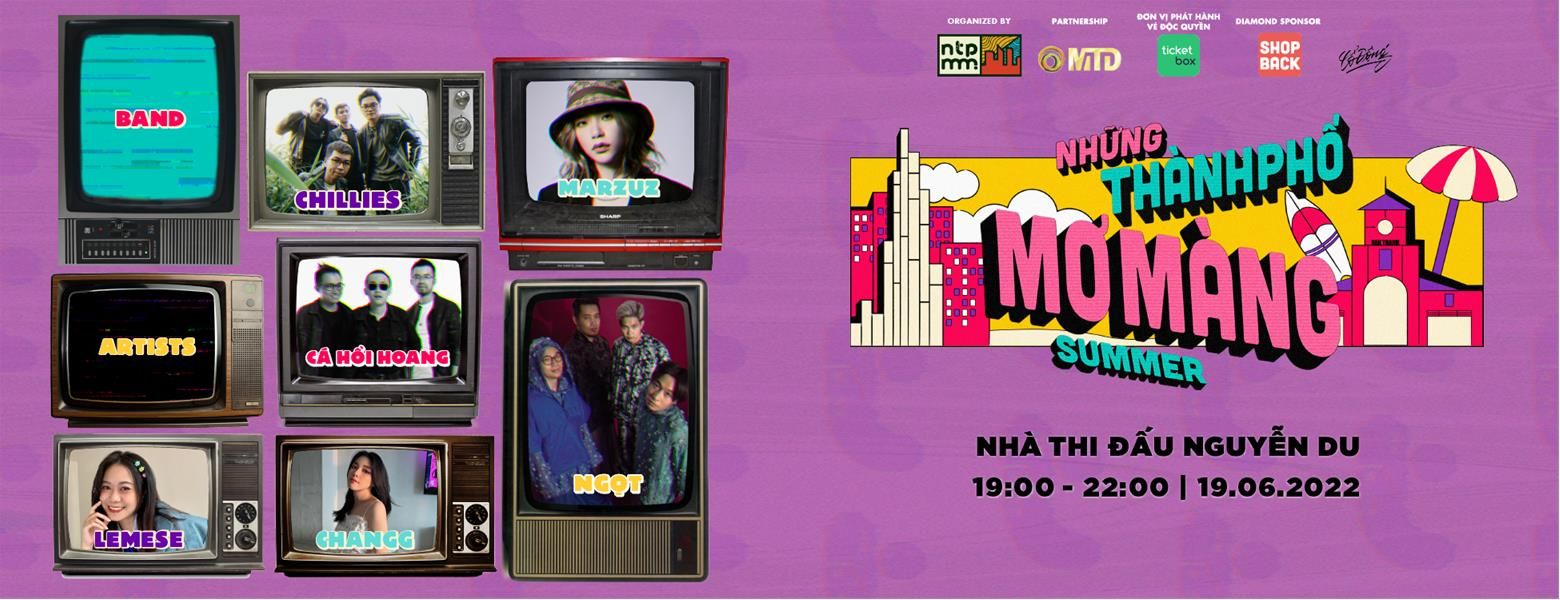 BAND
CHILLIES
MARZUZ
SHARP
ARTISTS
CÁ HỒI HOANG
NGỌT
LEMESE
CHANGG
ORGANIZED BY
PARTNERSHIP
ĐƠN VỊ PHÁT HÀNH
VÉ ĐỘC QUYỀN
DIAMOND SPONSOR
ntp
mm
MTD
ticket
box
SHOP
BACK
NHỮNG
THÀNH PHỐ
MƠ MÀNG
SUMMER
NHÀ THI ĐẤU NGUYỄN DU
19:00 - 22:00 | 19.06.2022